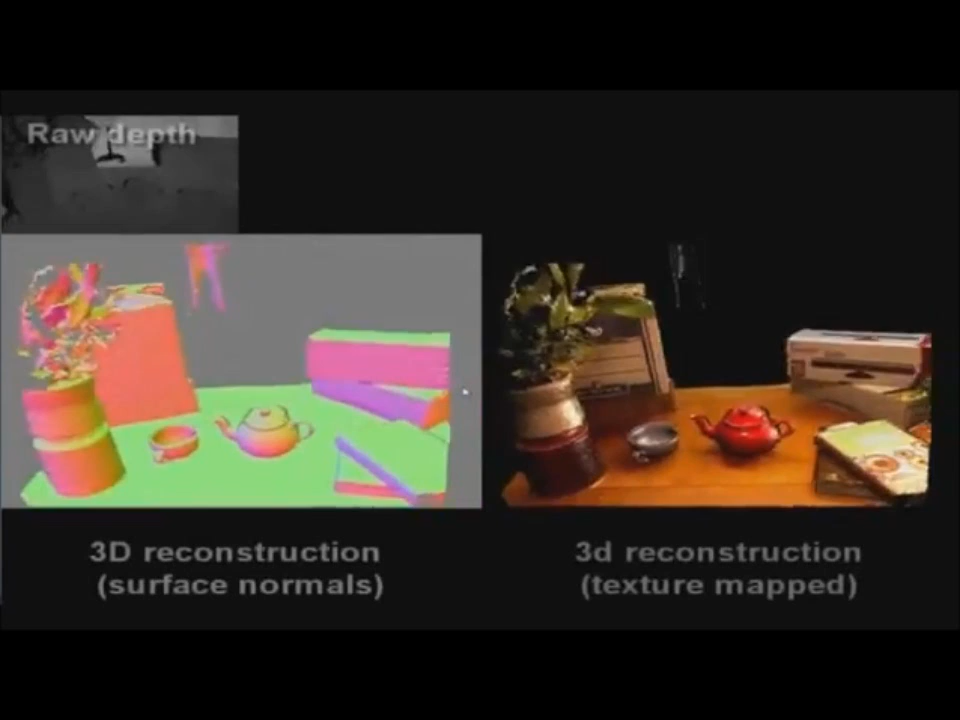 Raw depth
3D reconstruction
(surface normals)
3d reconstruction
(texture mapped)